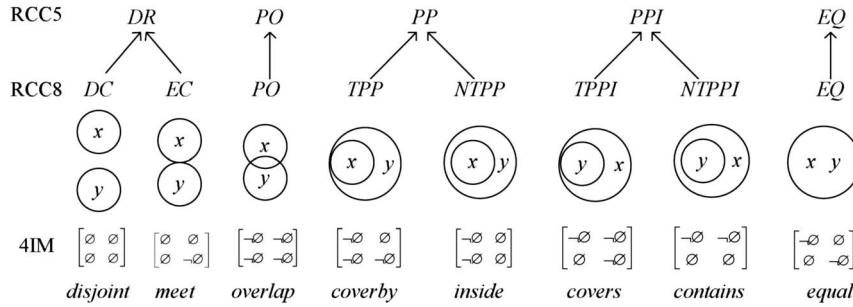 RCC5 DR PO PP PPI EQ
RCC8 DC EC PO TPP NTPP TPPI NTPPI EQ
x x x x y x y y x y x x y
y y y
4IM
[∅ ∅] [∅ ∅] [¬∅ ¬∅] [¬∅ ∅] [¬∅ ∅] [¬∅ ¬∅] [¬∅ ¬∅] [¬∅ ∅]
[∅ ∅] [∅ ¬∅] [¬∅ ¬∅] [¬∅ ¬∅] [¬∅ ∅] [∅ ¬∅] [∅ ∅] [∅ ¬∅]
disjoint meet overlap coverby inside covers contains equal